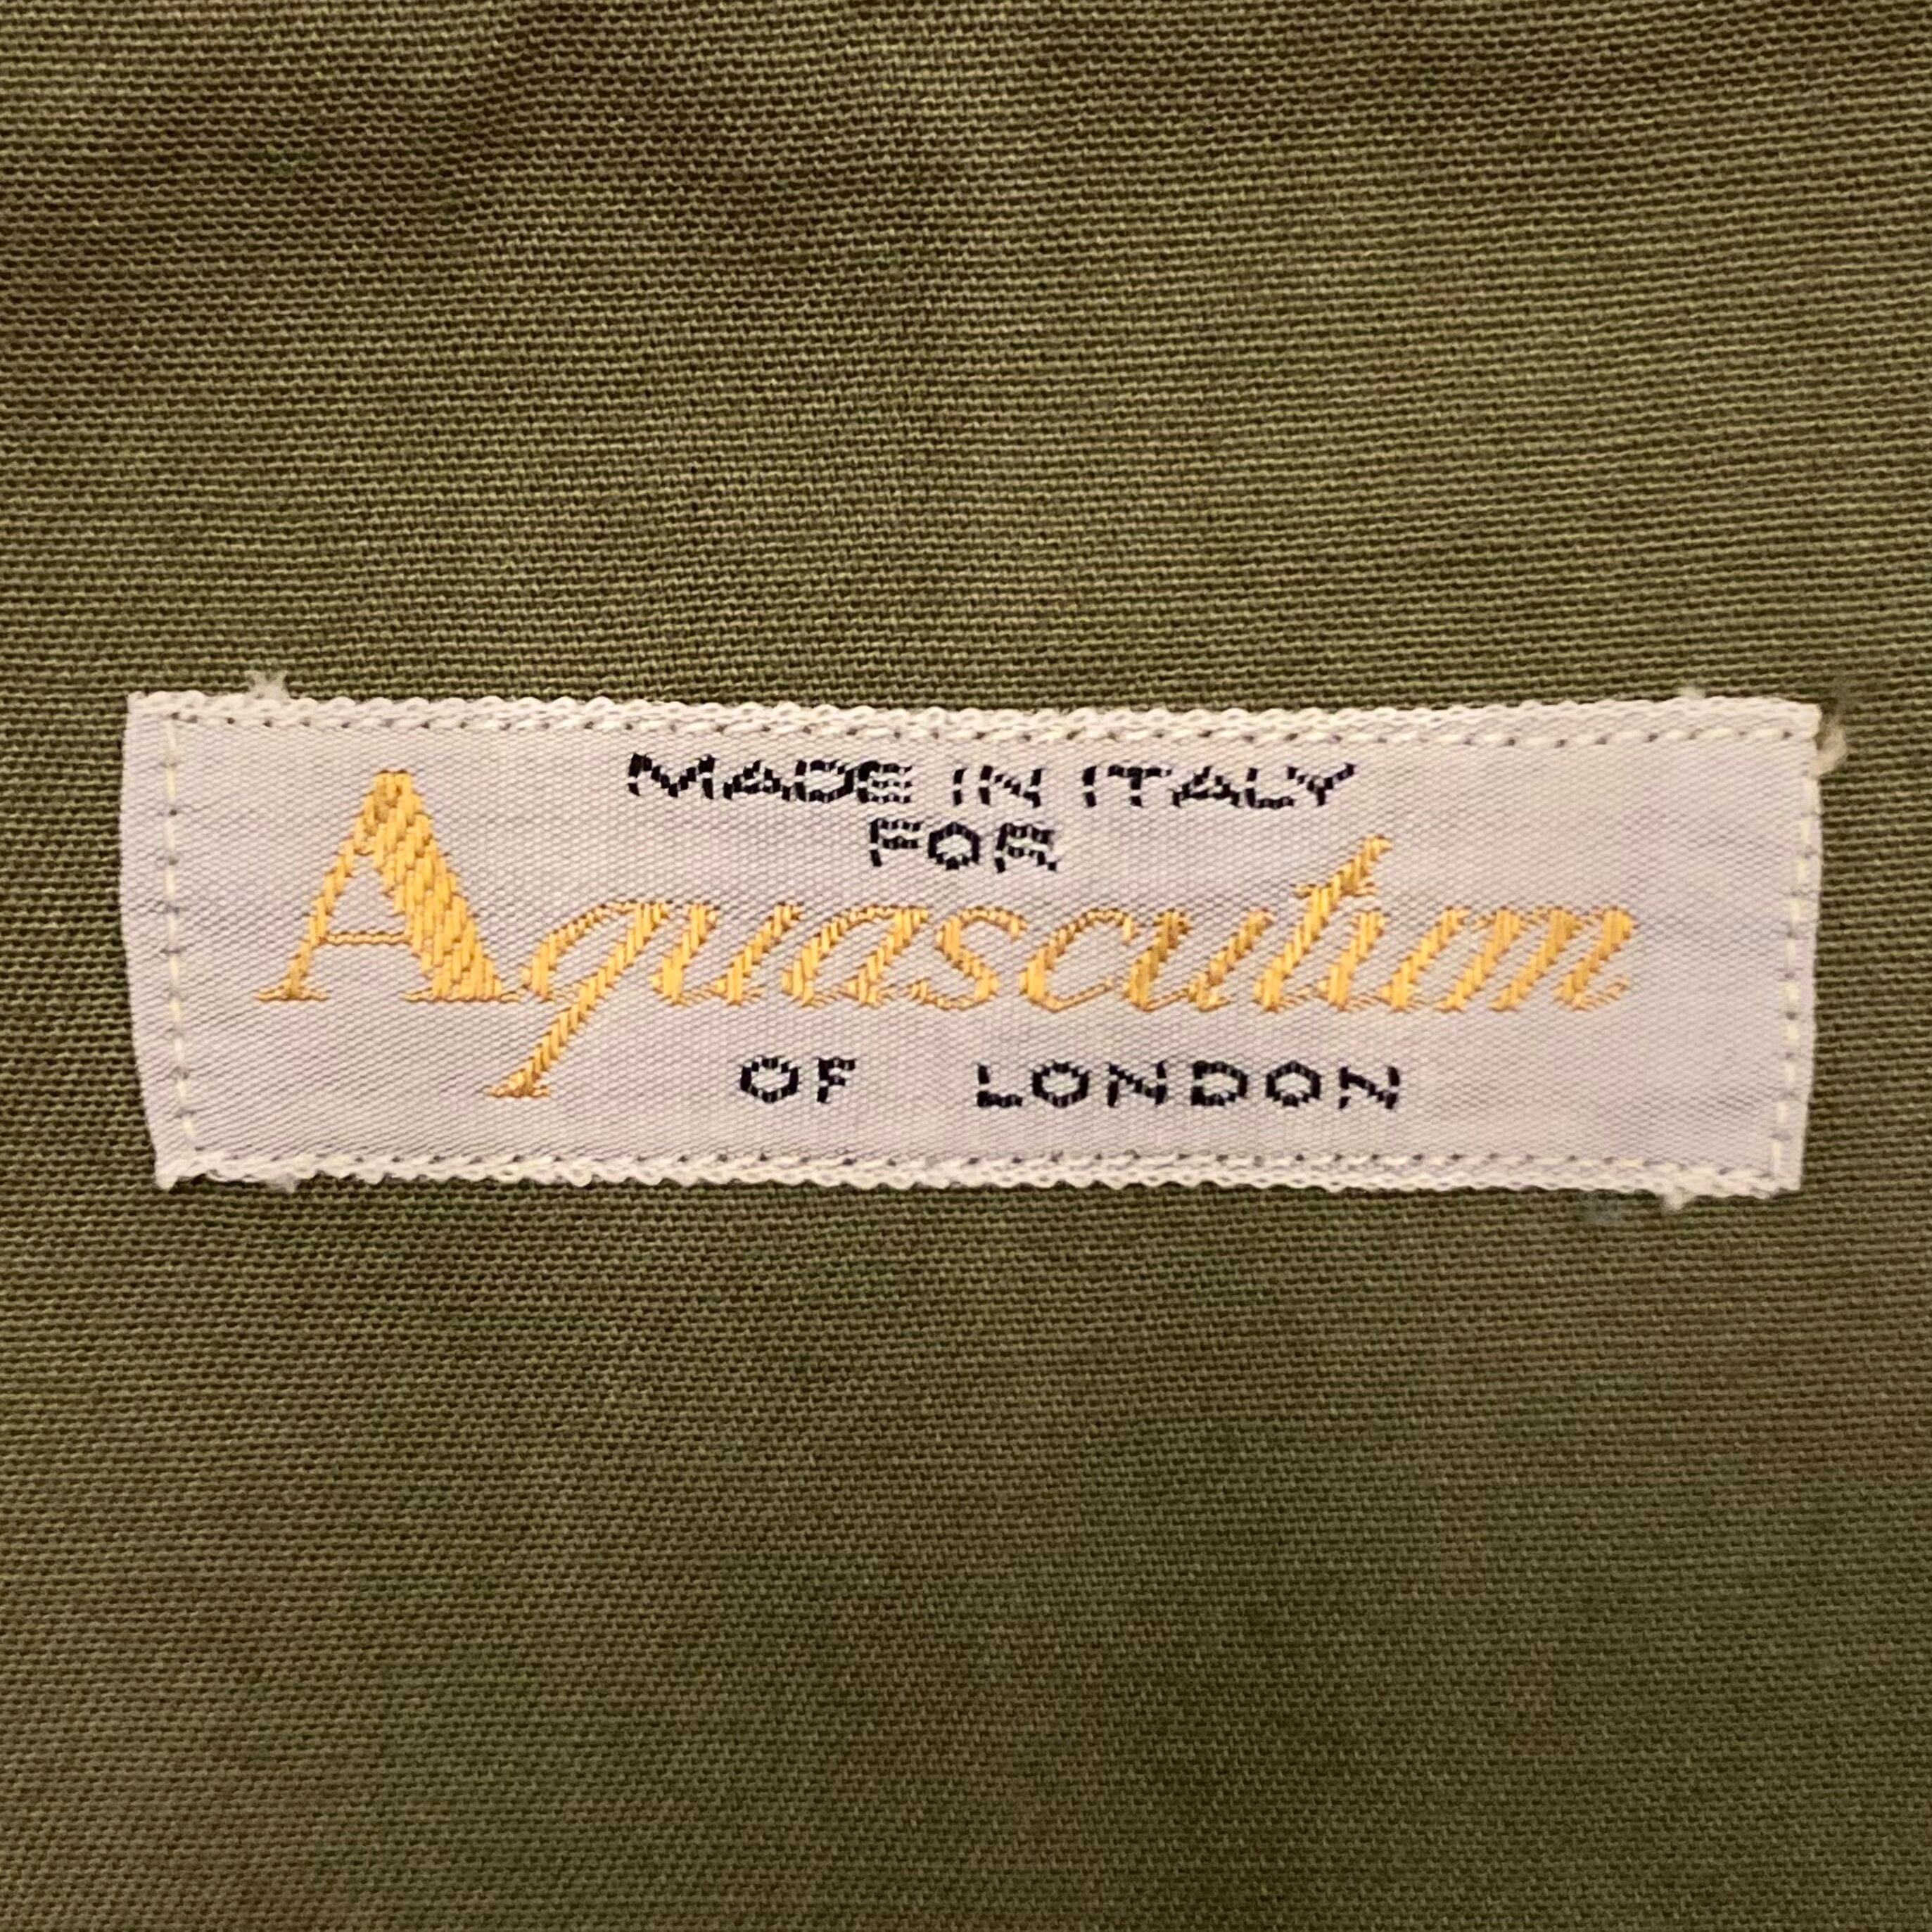 MADE IN ITALY
FOR
Aquascutum
OF LONDON